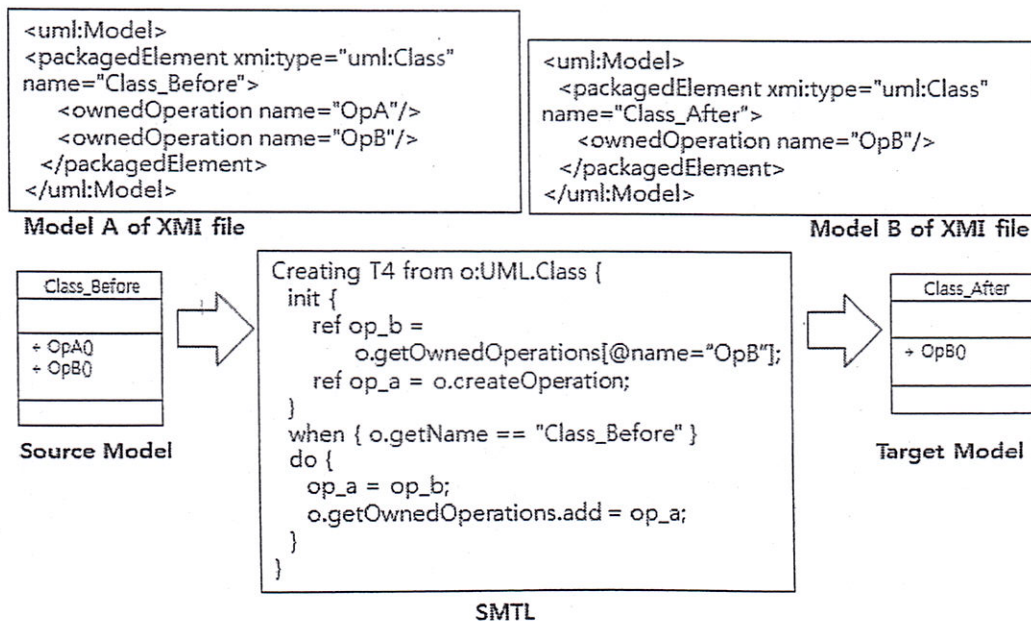 <uml:Model>
<packagedElement xmi:type="uml:Class"
name="Class_Before">
<ownedOperation name="OpA"/>
<ownedOperation name="OpB"/>
</packagedElement>
</uml:Model>
Model A of XMI file
<uml:Model>
<packagedElement xmi:type="uml:Class"
name="Class_After">
<ownedOperation name="OpB"/>
</packagedElement>
</uml:Model>
Model B of XMI file
Class_Before
+ OpA()
+ OpB()
Source Model
Creating T4 from o:UML.Class {
init {
ref op_b =
o.getOwnedOperations[@name="OpB"];
ref op_a = o.createOperation;
}
when { o.getName == "Class_Before" }
do {
op_a = op_b;
o.getOwnedOperations.add = op_a;
}
}
SMTL
Class_After
+ OpB()
Target Model